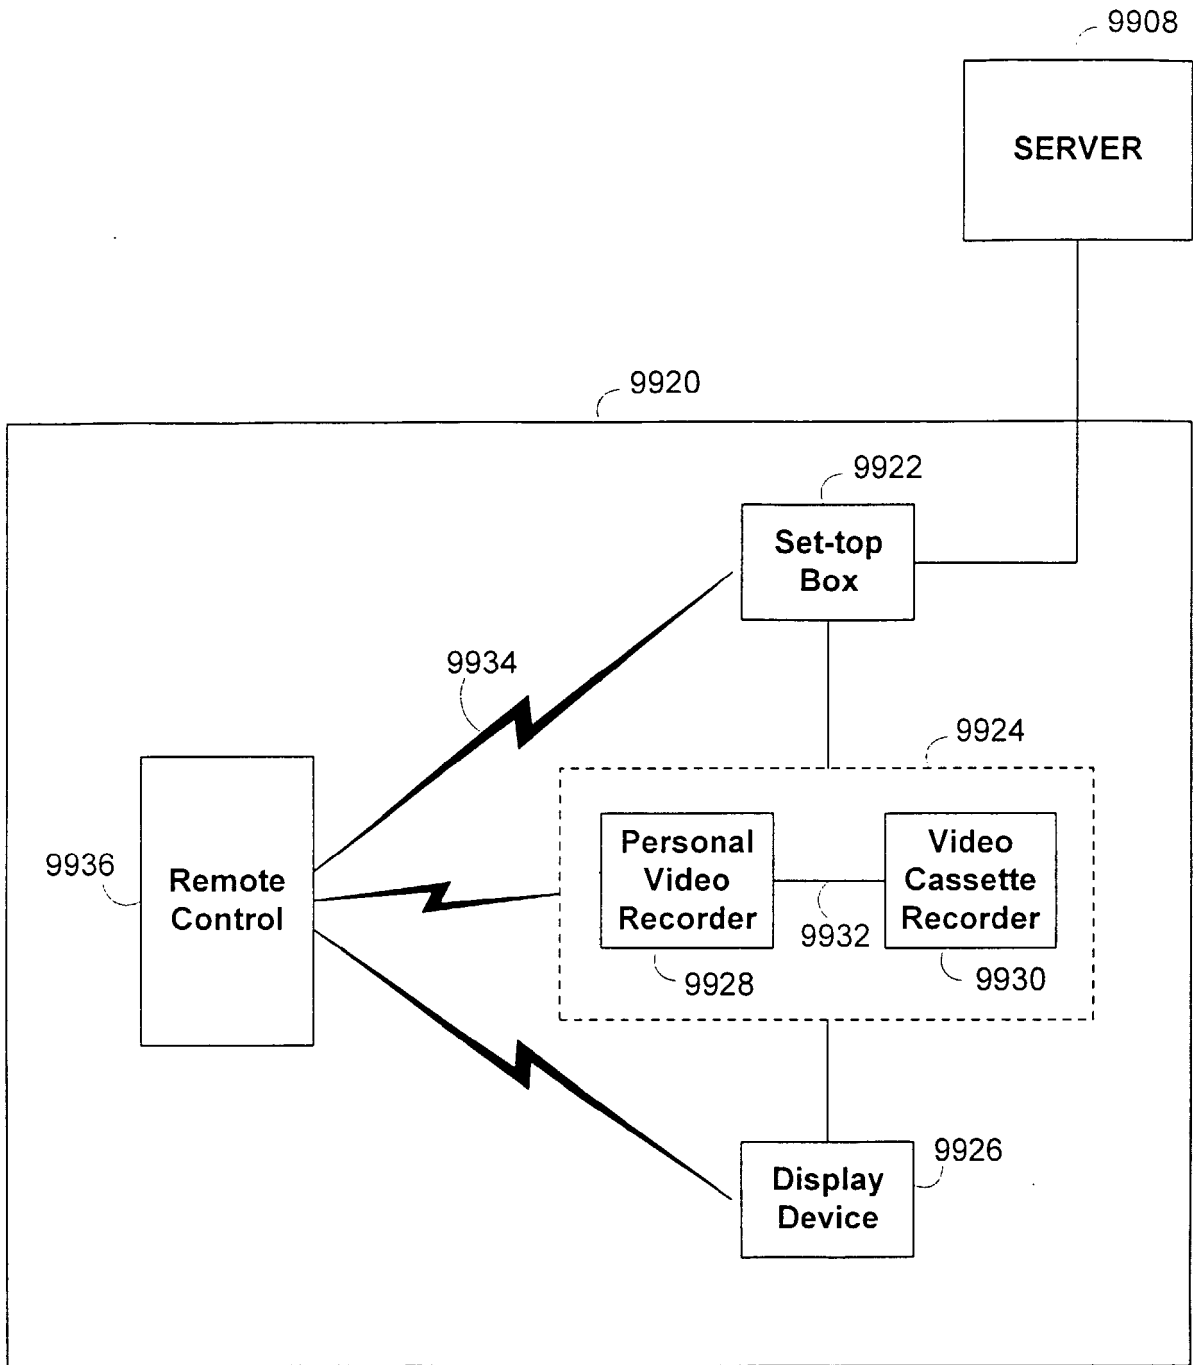 9908
SERVER
9920
9922
Set-top
Box
9934
9924
9936
Remote
Control
Personal
Video
Recorder
Video
Cassette
Recorder
9932
9928
9930
9926
Display
Device